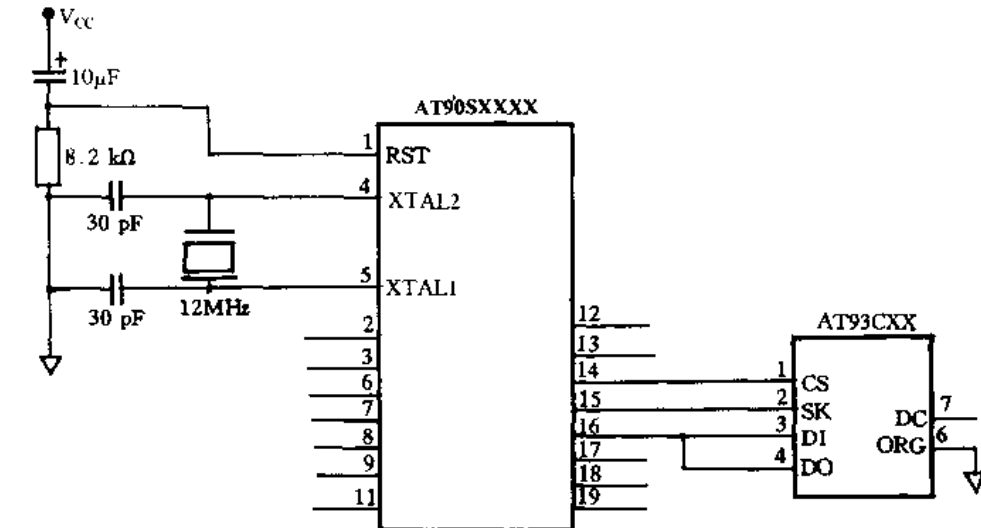 VCC
+
10μF
AT90SXXXX
1 RST
8.2 kΩ
4 XTAL2
30 pF
5 XTAL1
12MHz
30 pF
2
12
AT93CXX
3
13
6
14
1 CS
7
15
2 SK
DC 7
8
16
3 DI
ORG 6
9
17
4 DO
18
11
19